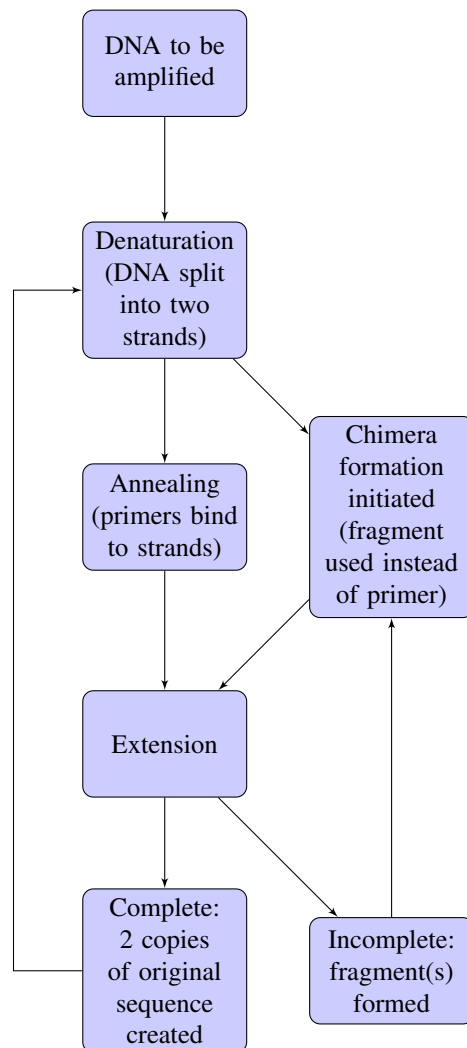 DNA to be
amplified
Denaturation
(DNA split
into two
strands)
Annealing
(primers bind
to strands)
Chimera
formation
initiated
(fragment
used instead
of primer)
Extension
Complete:
2 copies
of original
sequence
created
Incomplete:
fragment(s)
formed